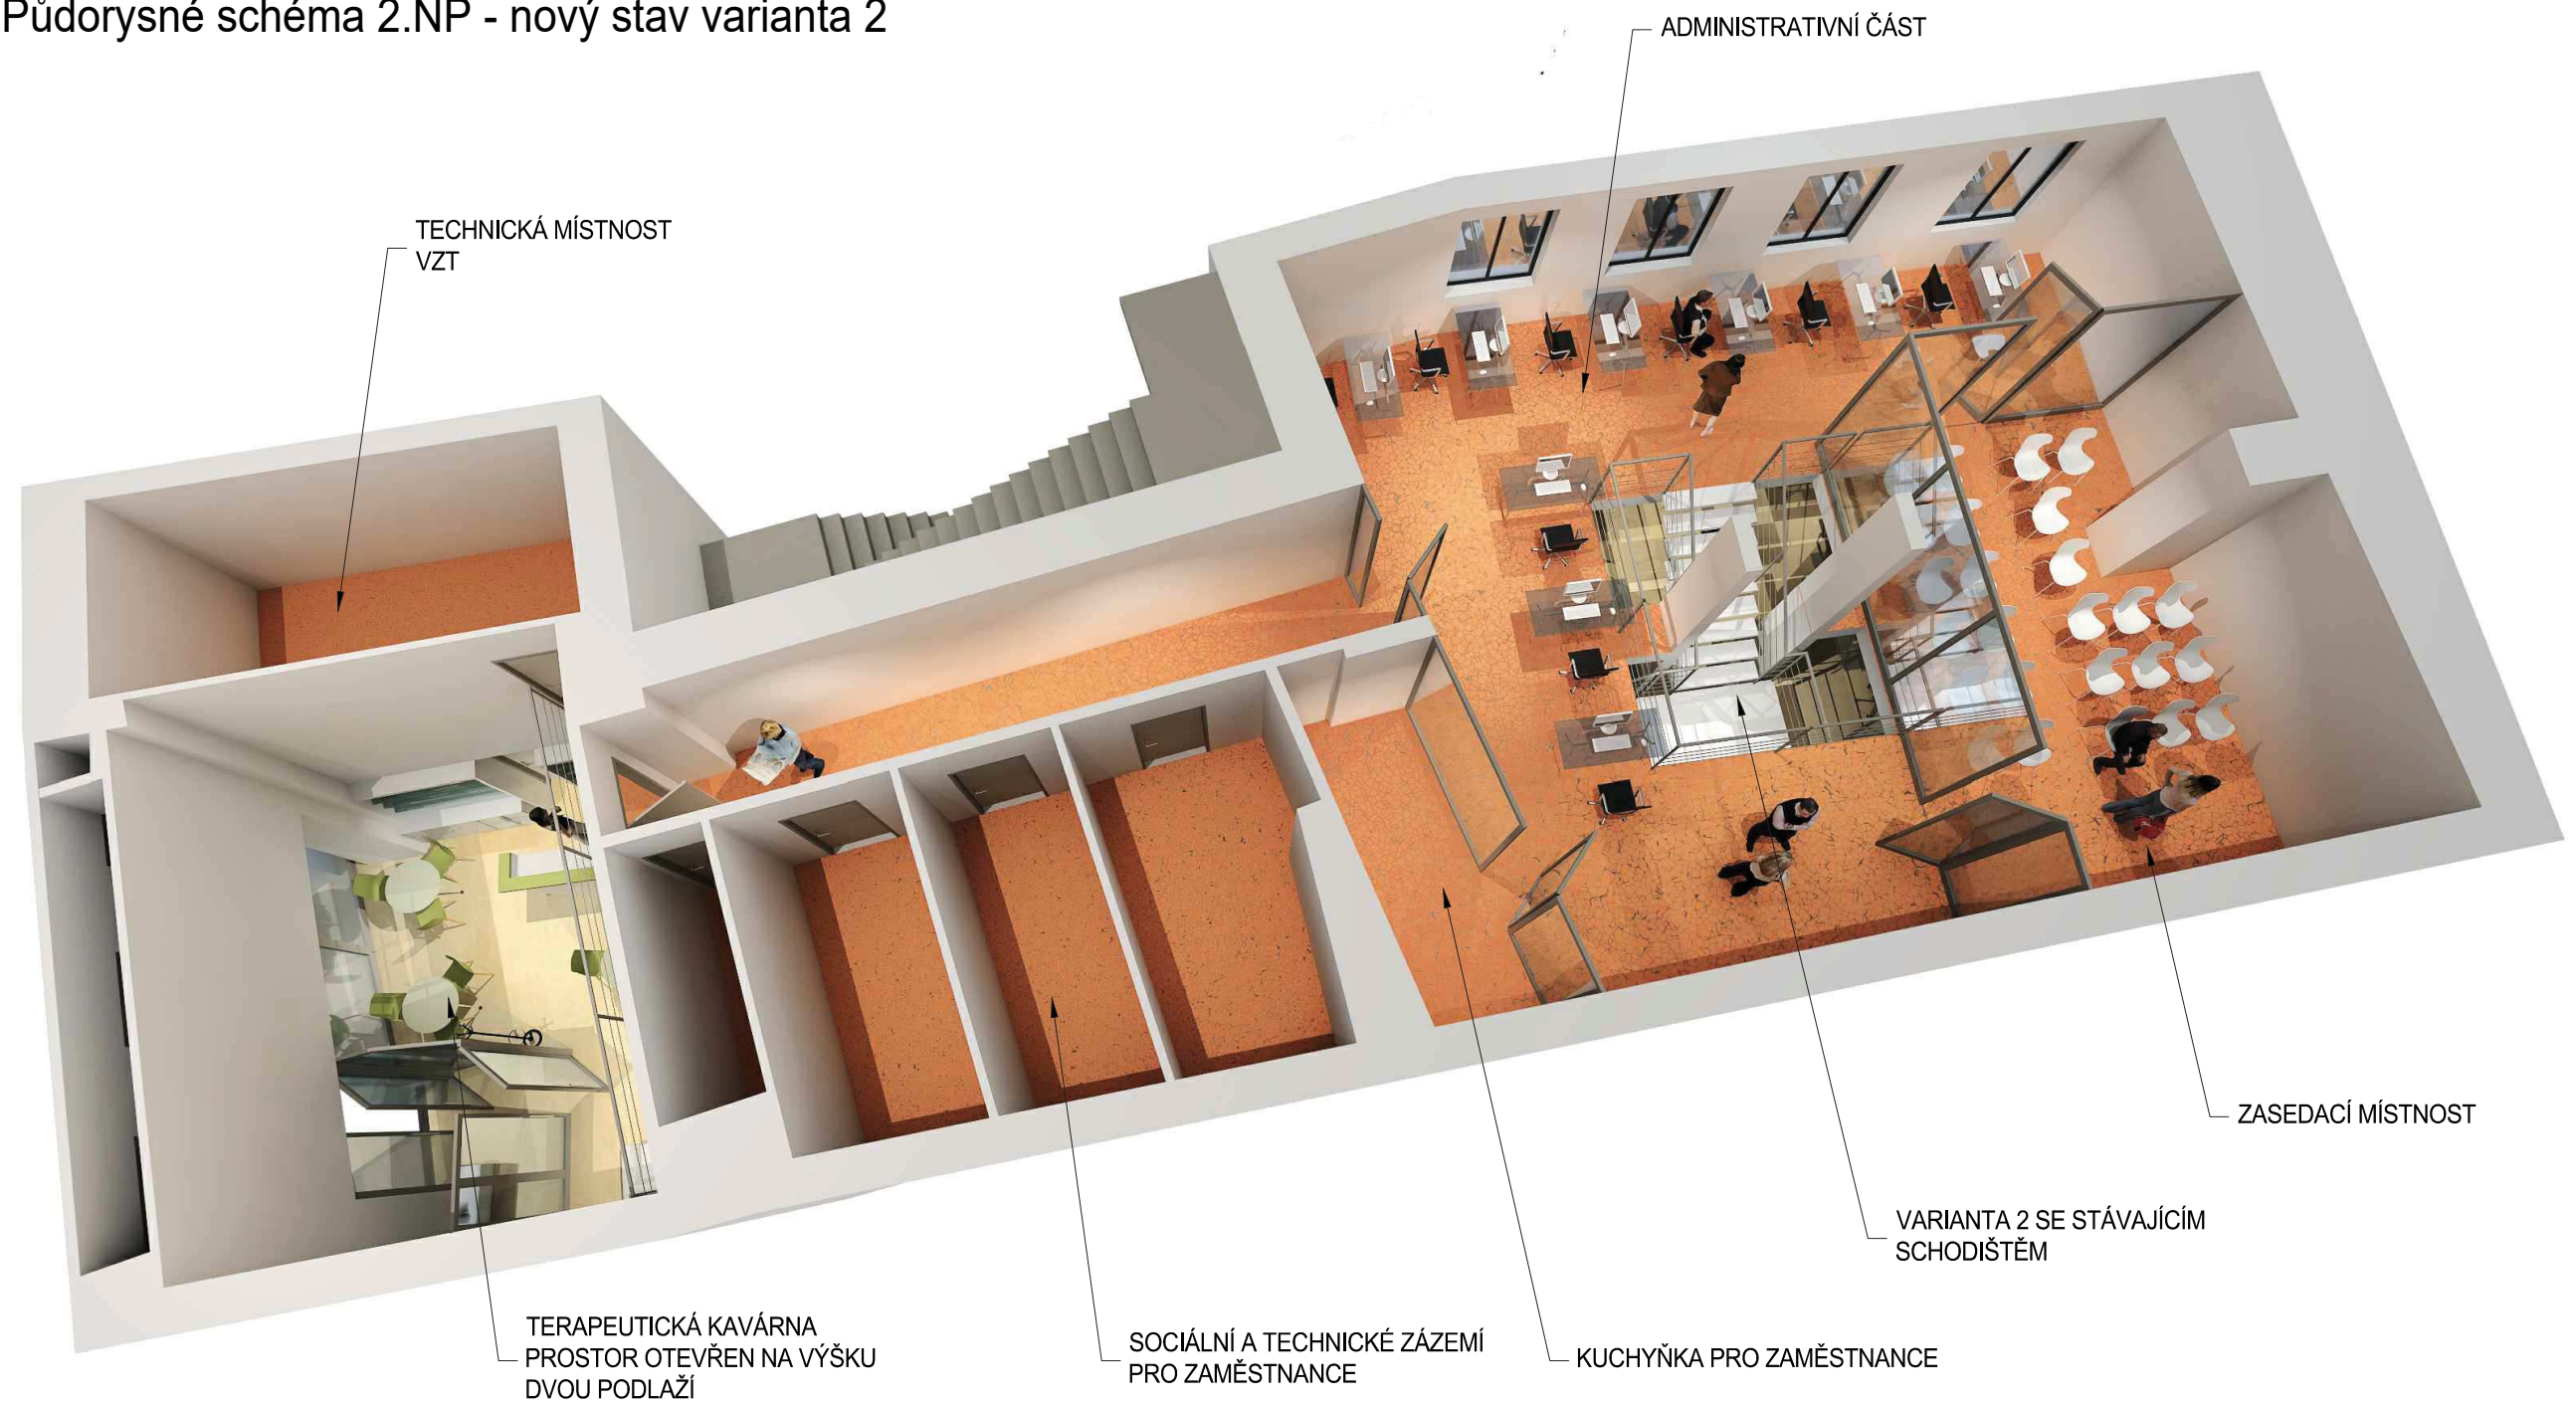 Půdorysné schéma 2.NP - nový stav varianta 2
ADMINISTRATIVNÍ ČÁST
TECHNICKÁ MÍSTNOST
VZT
ZASEDACÍ MÍSTNOST
VARIANTA 2 SE STÁVAJÍCÍM
SCHODIŠTĚM
TERAPEUTICKÁ KAVÁRNA
PROSTOR OTEVŘEN NA VÝŠKU
DVOU PODLAŽÍ
SOCIÁLNÍ A TECHNICKÉ ZÁZEMÍ
PRO ZAMĚSTNANCE
KUCHYŇKA PRO ZAMĚSTNANCE